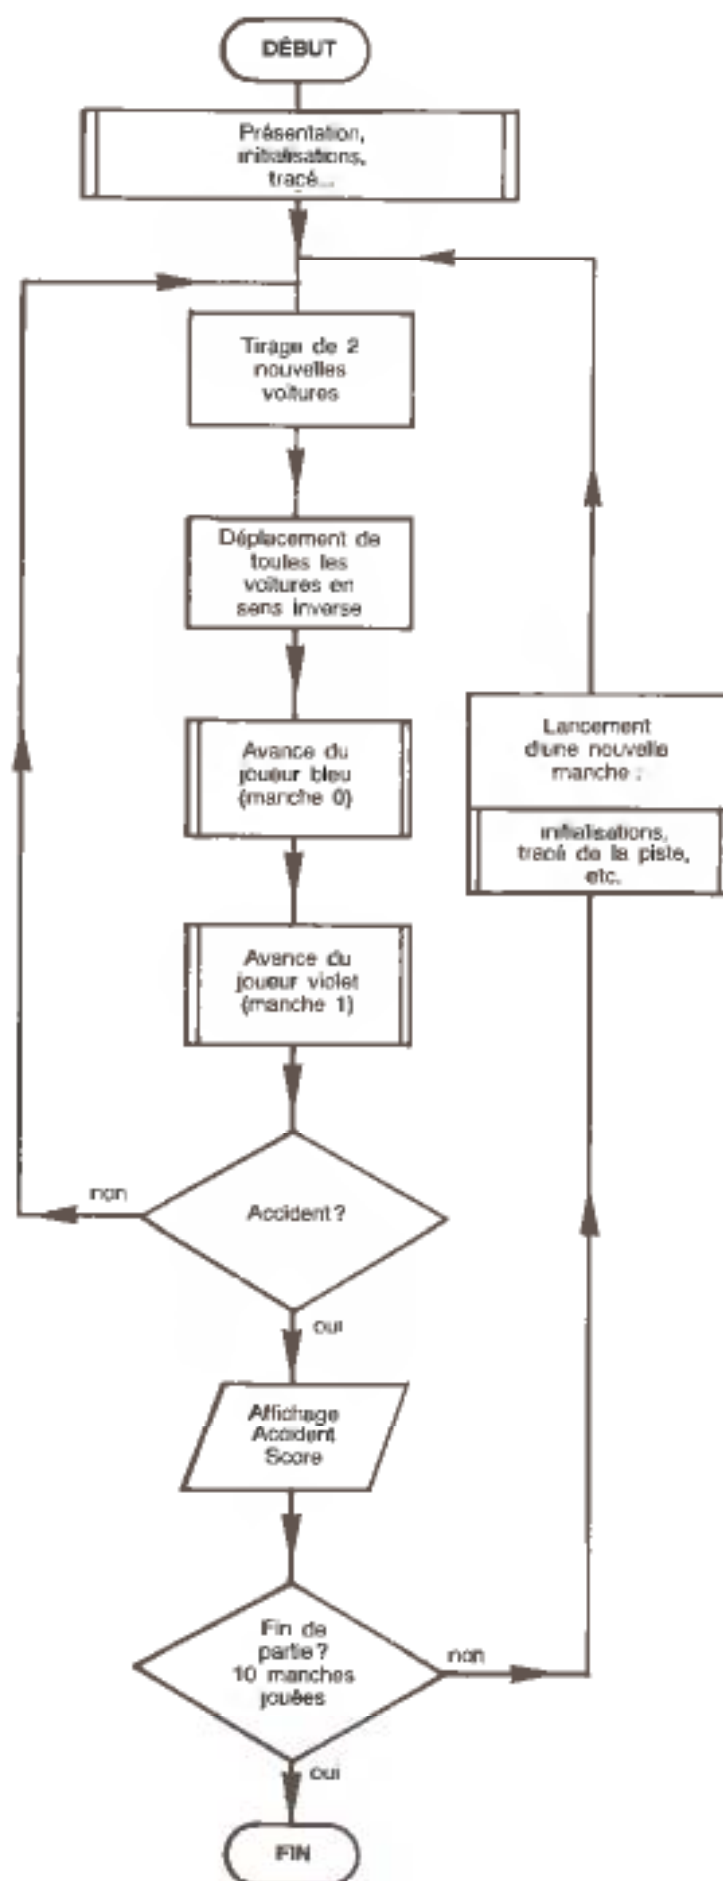 DÉBUT
Présentation,
initialisations,
tracé...
Tirage de 2
nouvelles
voitures
Déplacement de
toutes les
voitures en
sens inverse
Avance du
joueur bleu
(manche 0)
Lancement
d'une nouvelle
manche :
initialisations,
tracé de la piste,
etc.
Avance du
joueur violet
(manche 1)
non
Accident ?
oui
Affichage
Accident
Score
Fin de
partie ?
10 manches
jouées
non
oui
FIN